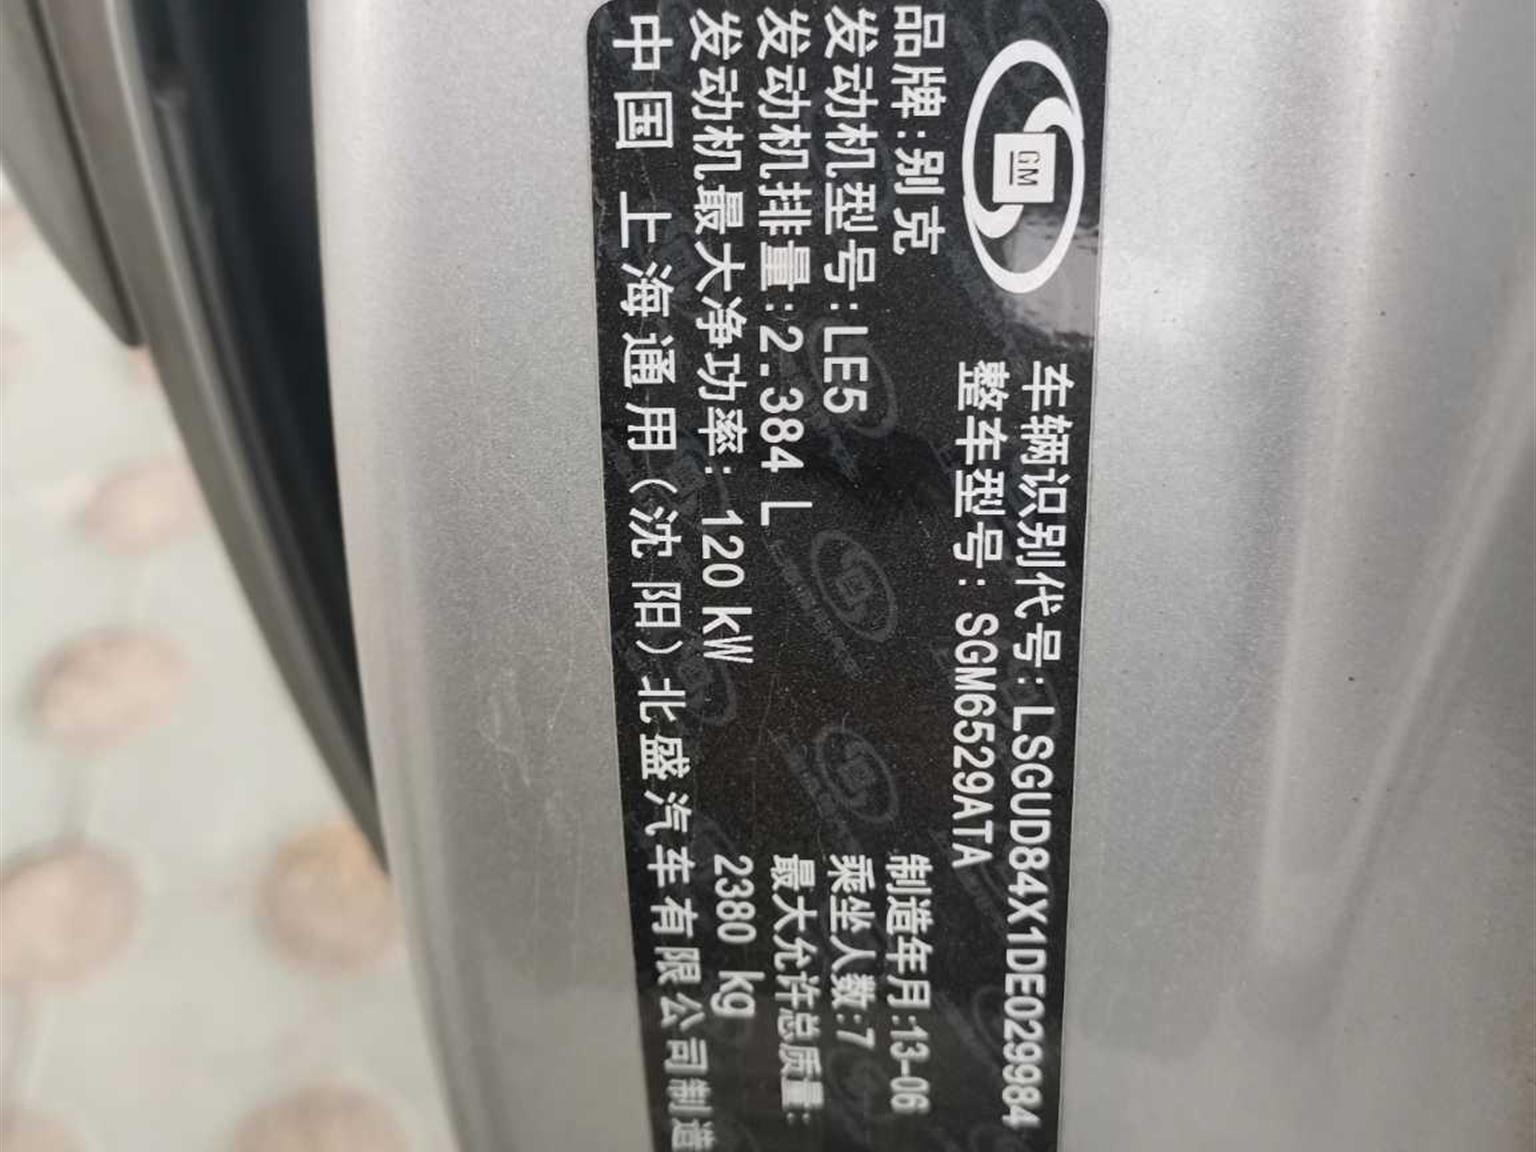 GM
车辆识别代号:LSGUD84X1DE029984
整车型号:SGM6529ATA
品牌:别克
制造年月:13-06
发动机型号:LE5
乘坐人数:7
发动机排量:2.384 L
最大允许总质量:
发动机最大净功率:120kW
2380 kg
中国 上海通用(沈阳)北盛汽车有限公司制造